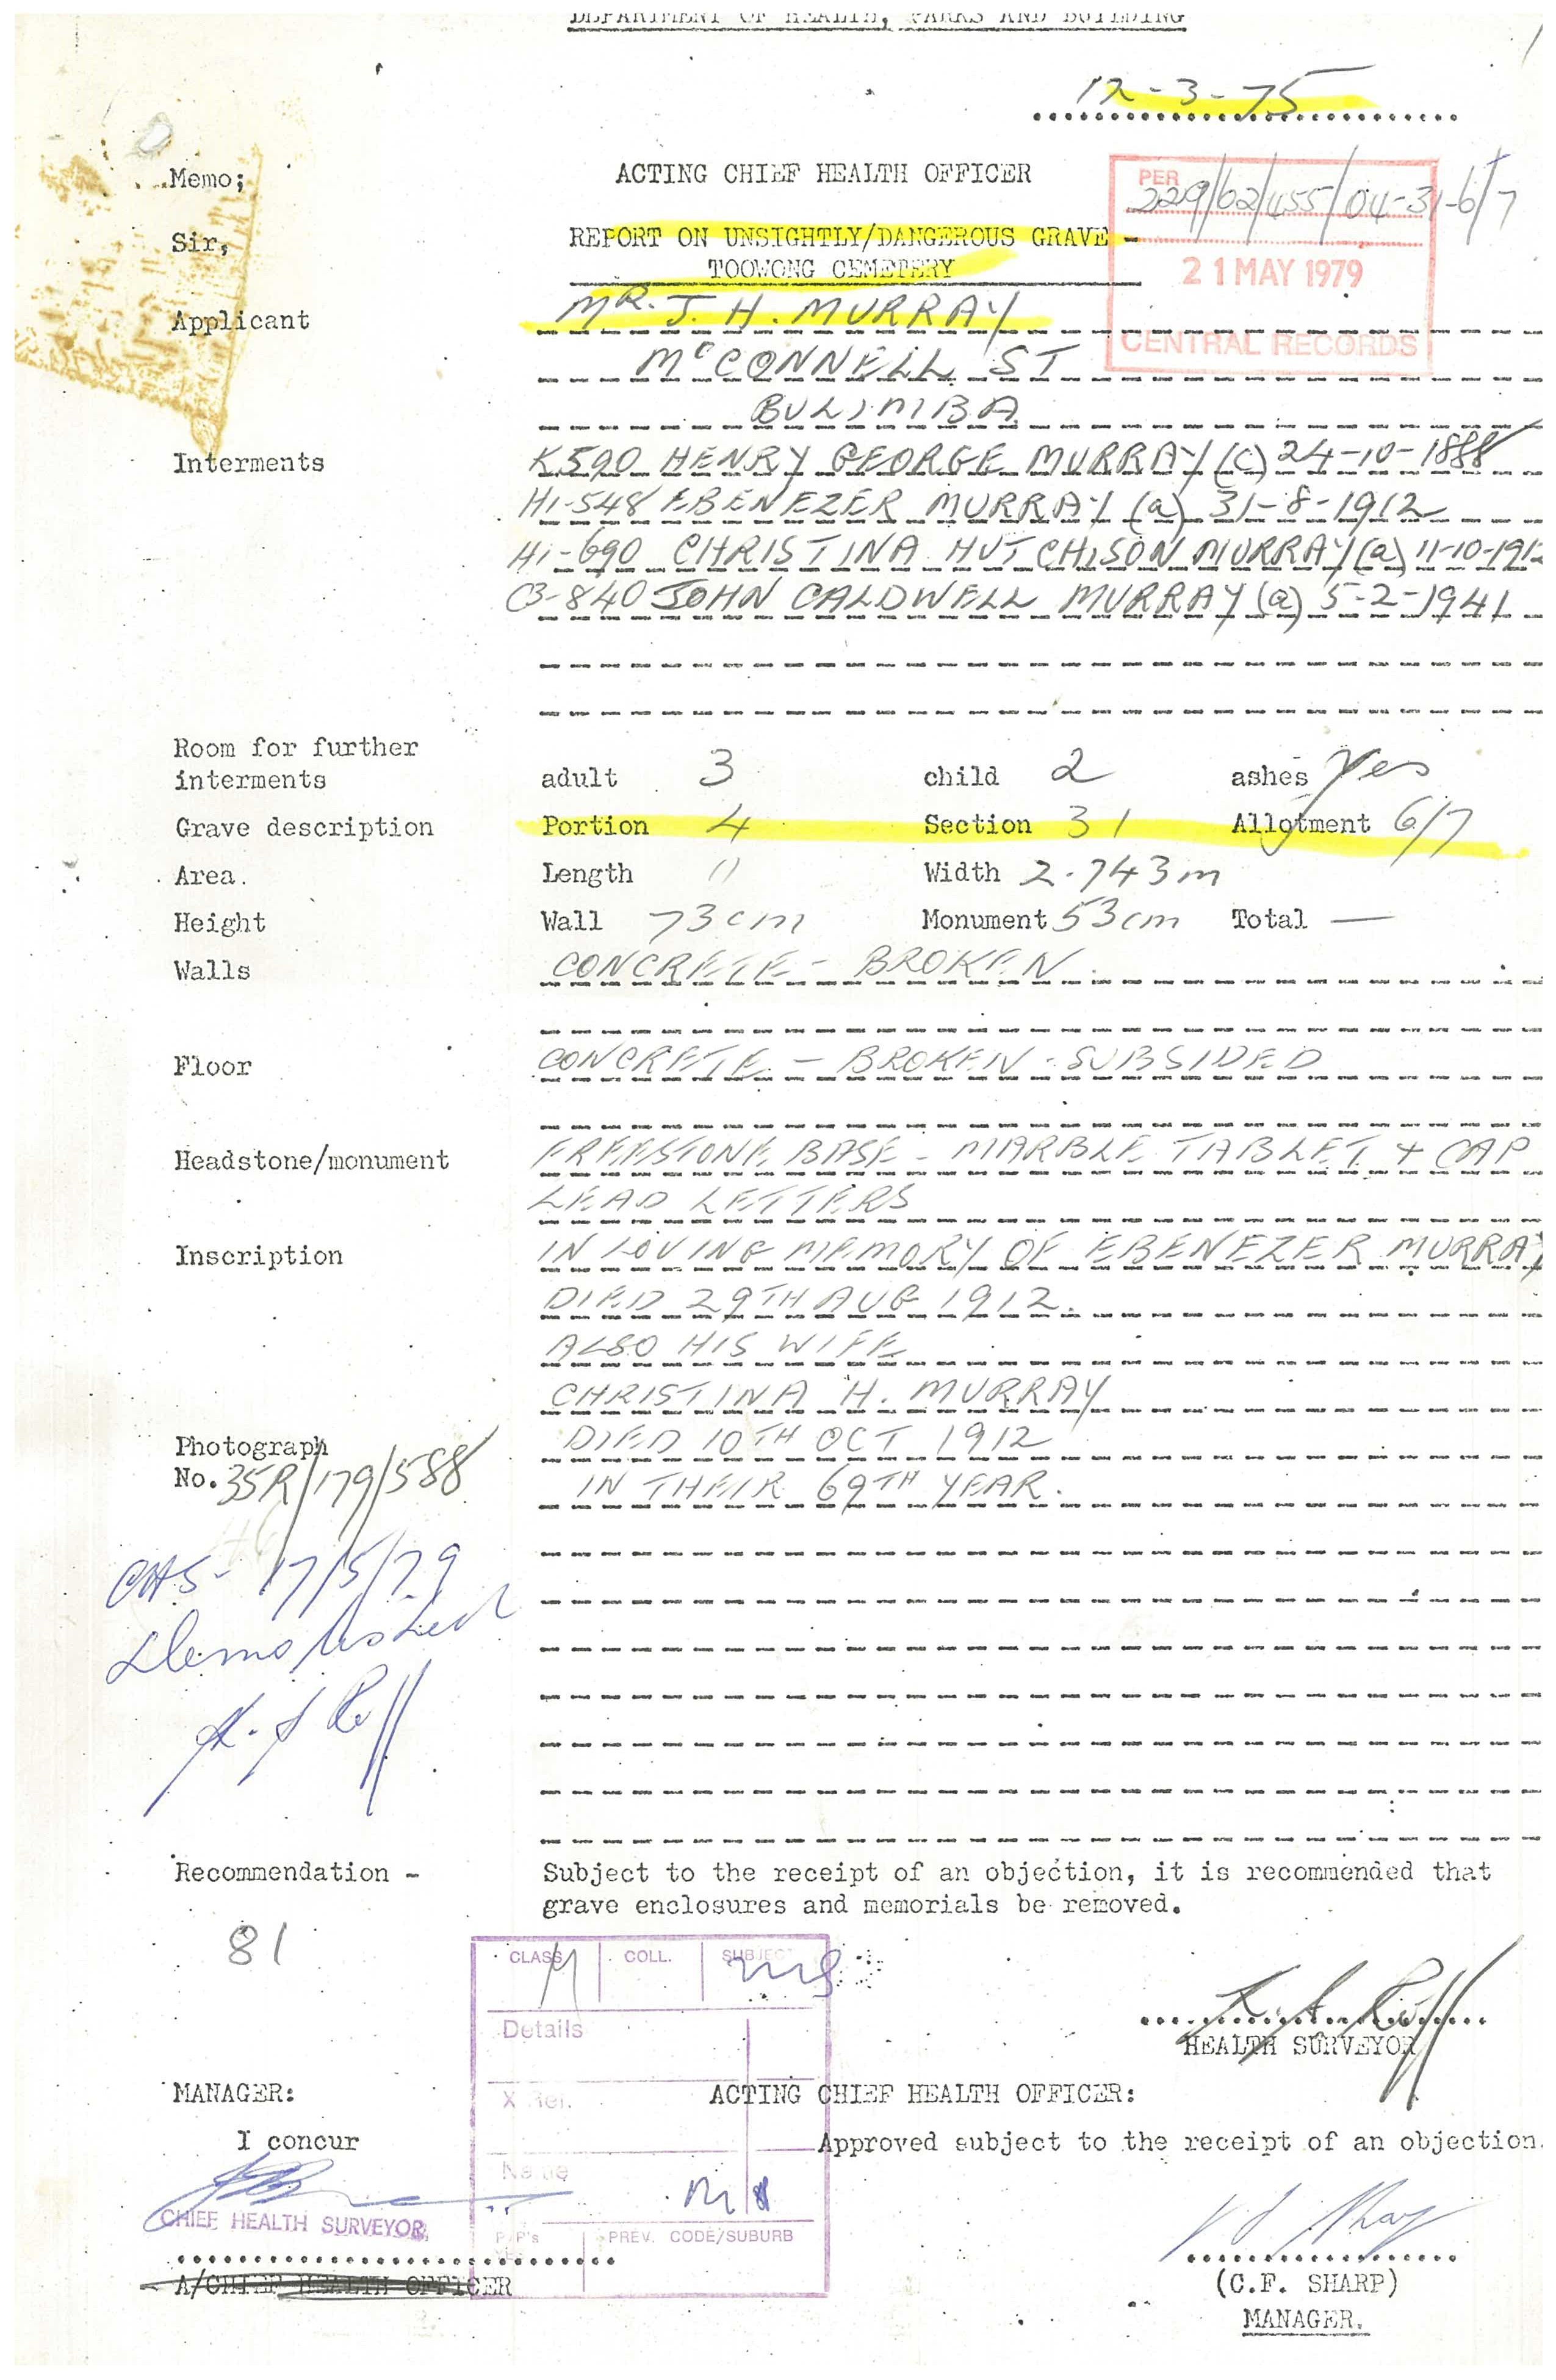 DEPARTMENT OF HEALTH, PARKS AND BUILDING
12-3-75
Memo; ACTING CHIEF HEALTH OFFICER
PER
229/62/455/04-31-6/7
Sir, REPORT ON UNSIGHTLY/DANGEROUS GRAVE -
TOOWONG CEMETERY
21 MAY 1979
CENTRAL RECORDS
Applicant MR. J. H. MURRAY
McCONNELL ST
BULIMBA
Interments K590 HENRY GEORGE MURRAY (c) 24-10-1888
H1-548 EBENEZER MURRAY (a) 31-8-1912
H1-690 CHRISTINA HUTCHISON MURRAY (a) 11-10-191
C3-840 JOHN CALDWELL MURRAY (a) 5-2-1941
Room for further
interments adult 3 child 2 ashes Yes
Grave description Portion 4 Section 31 Allotment 6/7
Area. Length " Width 2.743m
Height Wall 73cm Monument 53cm Total —
Walls CONCRETE - BROKEN.
Floor CONCRETE - BROKEN - SUBSIDED
Headstone/monument FREESTONE BASE - MARBLE TABLET + CAP
LEAD LETTERS
Inscription IN LOVING MEMORY OF EBENEZER MURRAY
DIED 29TH AUG 1912.
ALSO HIS WIFE
CHRISTINA H. MURRAY
DIED 10TH OCT 1912
IN THEIR 69TH YEAR.
Photograph
No. 35R/179/588
CHS- 17/5/79
Demolished
Recommendation - Subject to the receipt of an objection, it is recommended that
grave enclosures and memorials be removed.
81
CLASS COLL. SUBJECT
Details
X Ref.
Name
PREV. CODE/SUBURB
HEALTH SURVEYOR
MANAGER: ACTING CHIEF HEALTH OFFICER:
I concur Approved subject to the receipt of an objection.
CHIEF HEALTH SURVEYOR
A/CHIEF HEALTH OFFICER
(C.F. SHARP)
MANAGER.